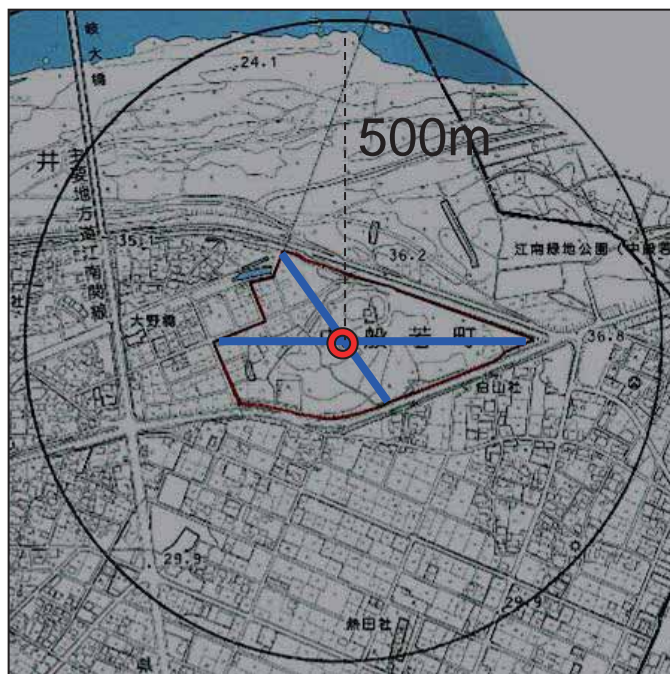 岐大橋
24.1
500m
井
主要地方道江南関線
35.1
36.2
江南緑地公園(中般若
社
大野橋
中般若町
36.8
白山社
29.9
29.9
熱田社
県